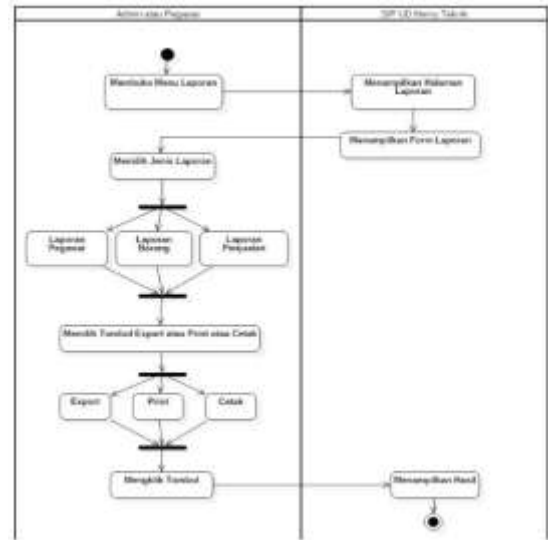 Admin atau Pegawai
SIP UD Heru Teknik
Membuka Menu Laporan
Menampilkan Halaman
Laporan
Menampilkan Form Laporan
Memilih Jenis Laporan
Laporan
Pegawai
Laporan
Barang
Laporan
Penjualan
Memilih Tombol Export atau Print atau Cetak
Export
Print
Cetak
Mengklik Tombol
Menampilkan Hasil